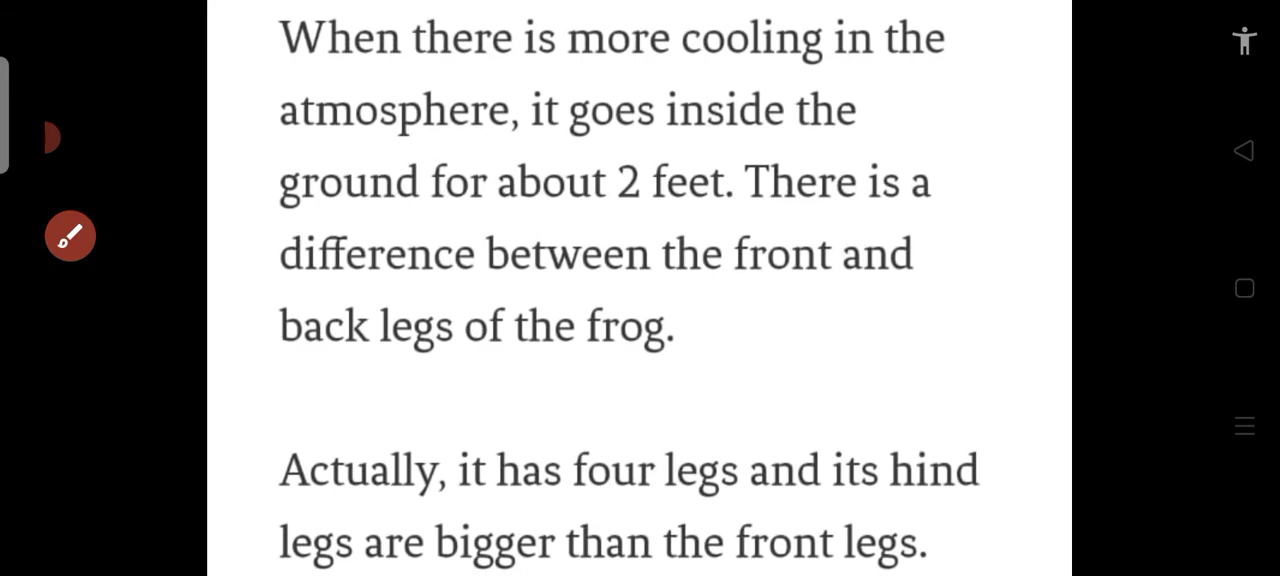 When there is more cooling in the
atmosphere, it goes inside the
ground for about 2 feet. There is a
difference between the front and
back legs of the frog.
Actually, it has four legs and its hind
legs are bigger than the front legs.